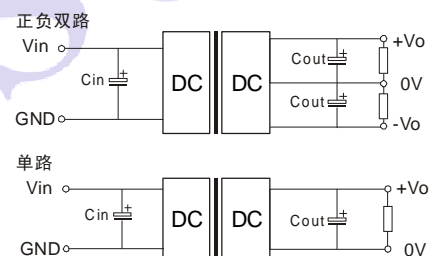 正负双路
Vin
+Vo
Cin
+
DC
DC
Cout
+
0V
Cout
+
GND
-Vo
单路
Vin
+Vo
Cin
+
DC
DC
Cout
+
GND
0V